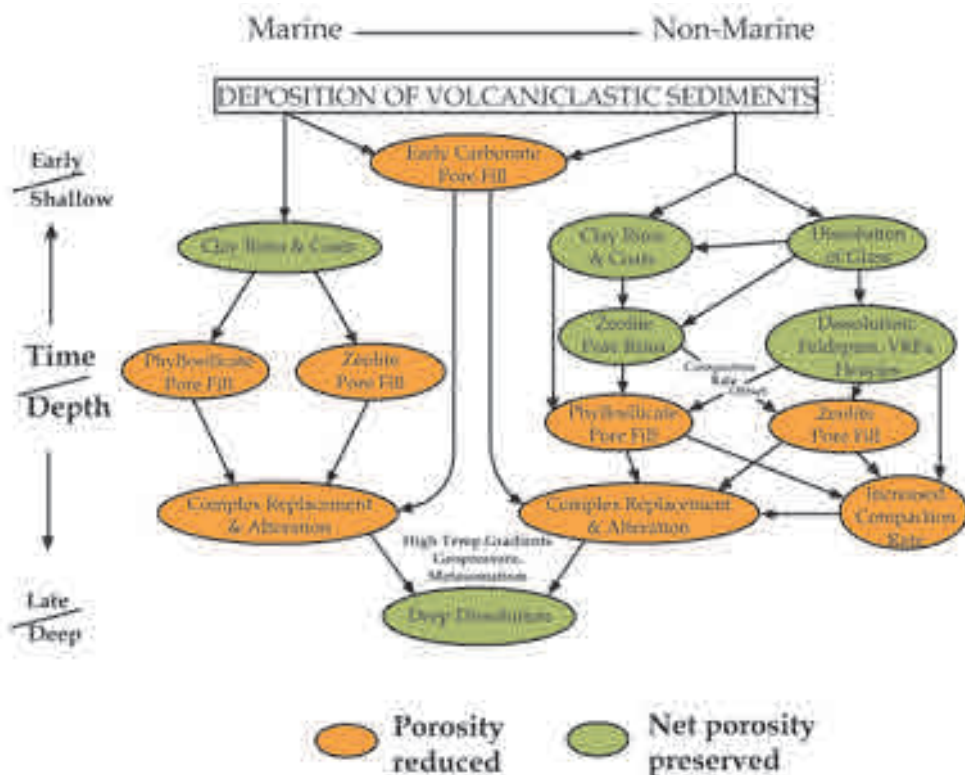 Marine
Non-Marine
DEPOSITION OF VOLCANICLASTIC SEDIMENTS
Early
Shallow
Early Carbonate
Pore Fill
Clay Rims & Coats
Clay Rims
& Coats
Dissolution
of Glass
Zeolite
Pore Rims
Dissolution:
Feldspars, VRFs,
Heavies
Time
Depth
Phyllosilicate
Pore Fill
Zeolite
Pore Fill
Compaction
Rate
Phyllosilicate
Pore Fill
Zeolite
Pore Fill
Complex Replacement
& Alteration
Complex Replacement
& Alteration
Increased
Compaction
Rate
High Temp.Gradients
Geopressure,
Metasomatism
Late
Deep
Deep Dissolution
Porosity
reduced
Net porosity
preserved